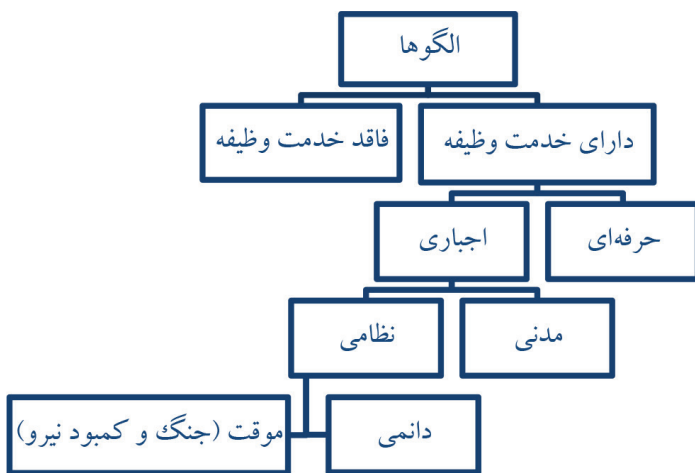 الگوها
دارای خدمت وظیفه
فاقد خدمت وظیفه
حرفه‌ای
اجباری
مدنی
نظامی
دائمی
موقت (جنگ و کمبود نیرو)